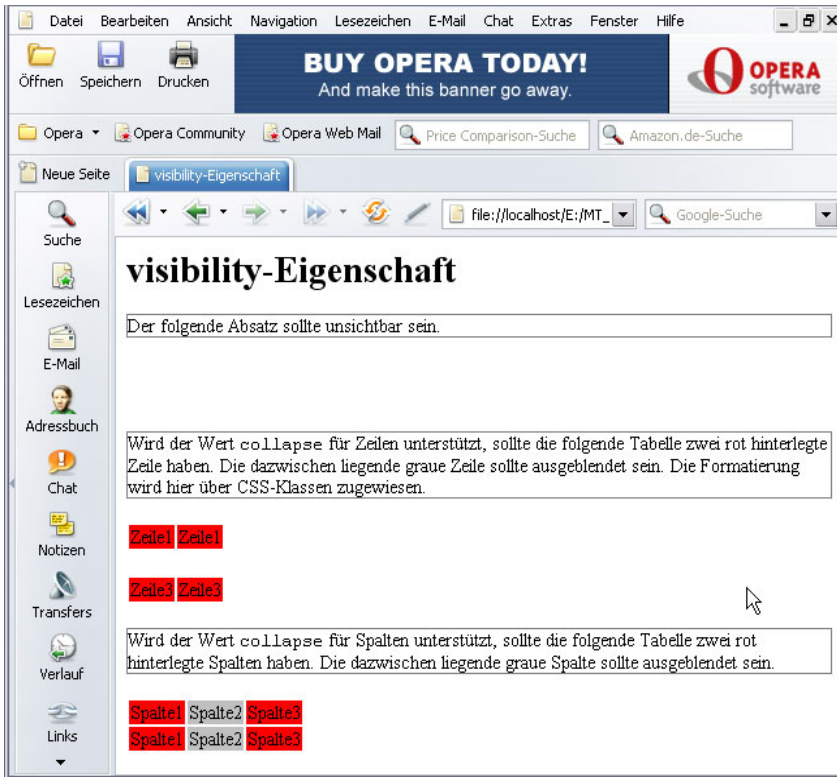 Datei Bearbeiten Ansicht Navigation Lesezeichen E-Mail Chat Extras Fenster Hilfe
Öffnen Speichern Drucken
BUY OPERA TODAY!
And make this banner go away.
OPERA
software
Opera Opera Community Opera Web Mail Price Comparison-Suche Amazon.de-Suche
Neue Seite visibility-Eigenschaft
file://localhost/E:/MT_ Google-Suche
Suche
Lesezeichen
E-Mail
Adressbuch
Chat
Notizen
Transfers
Verlauf
Links
visibility-Eigenschaft
Der folgende Absatz sollte unsichtbar sein.
Wird der Wert collapse für Zeilen unterstützt, sollte die folgende Tabelle zwei rot hinterlegte
Zeile haben. Die dazwischen liegende graue Zeile sollte ausgeblendet sein. Die Formatierung
wird hier über CSS-Klassen zugewiesen.
Zeile1 Zeile1
Zeile3 Zeile3
Wird der Wert collapse für Spalten unterstützt, sollte die folgende Tabelle zwei rot
hinterlegte Spalten haben. Die dazwischen liegende graue Spalte sollte ausgeblendet sein.
Spalte1 Spalte2 Spalte3
Spalte1 Spalte2 Spalte3